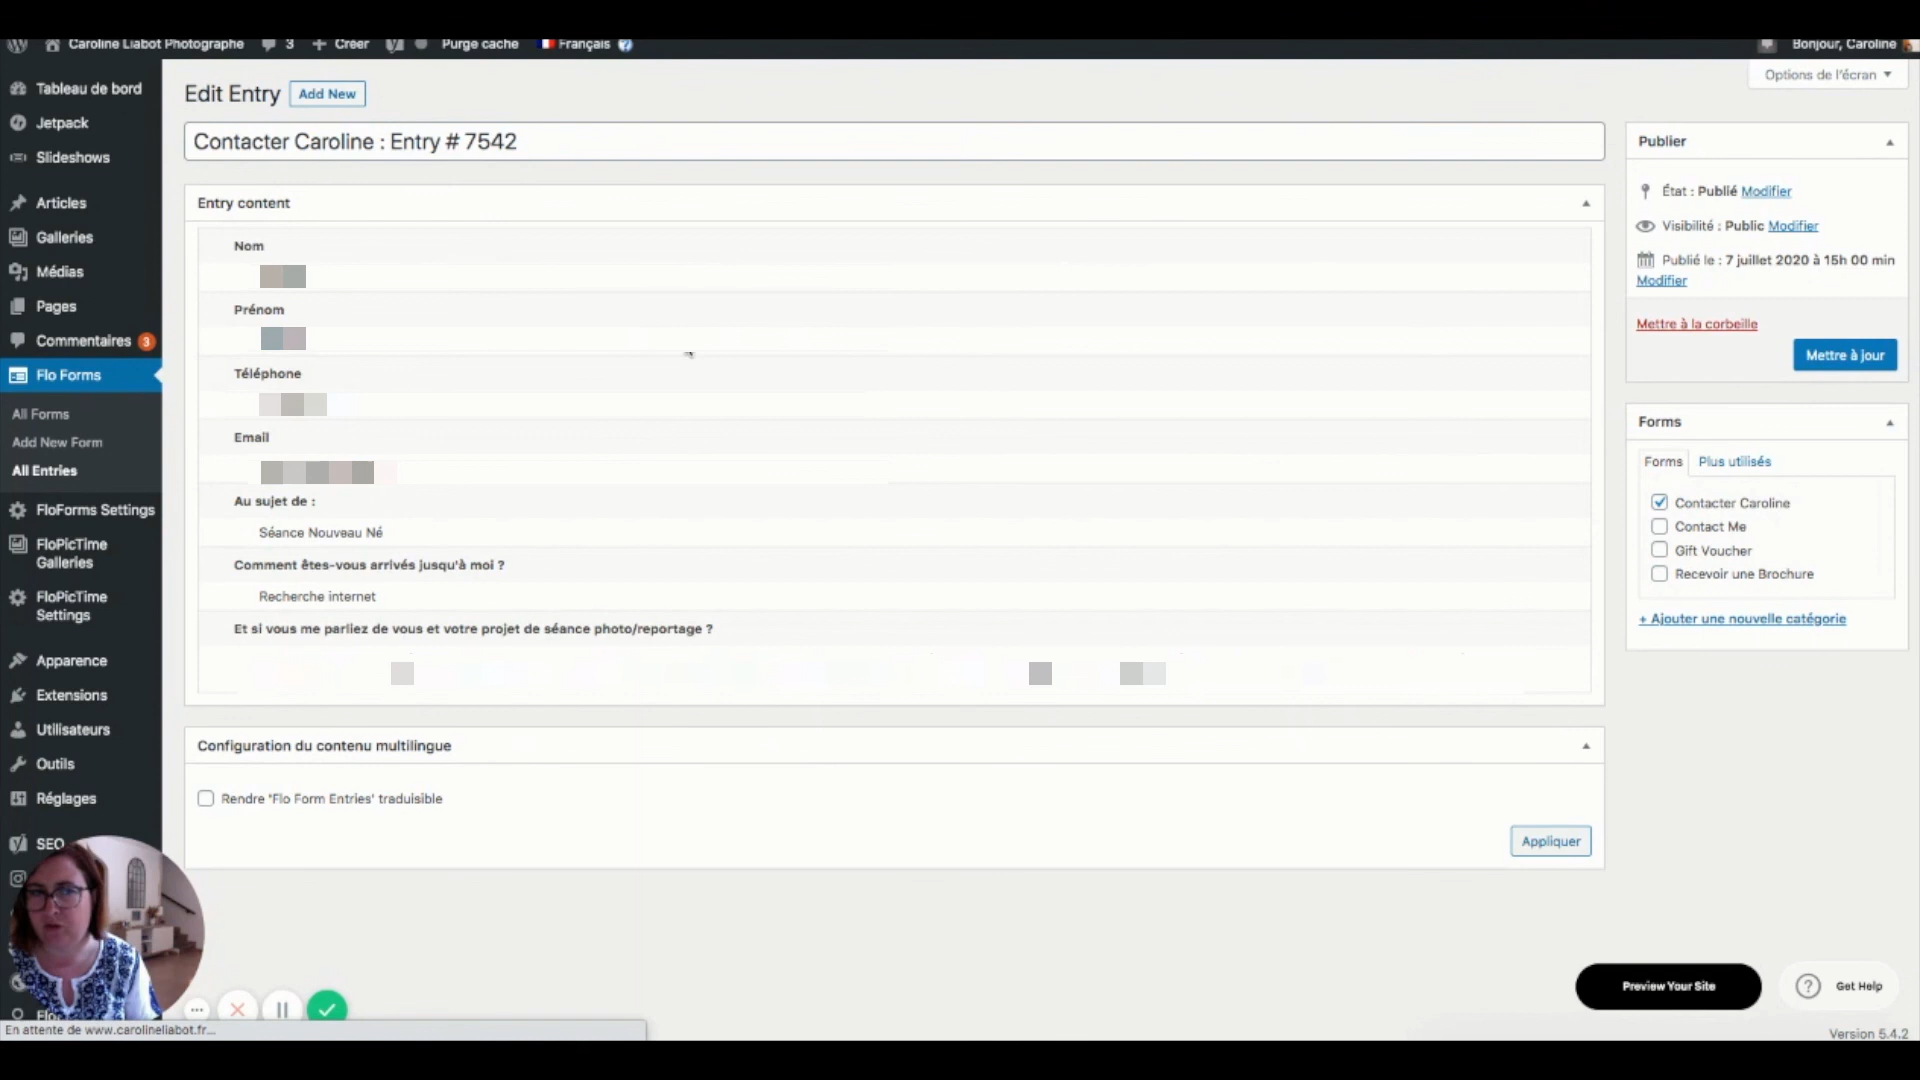 Caroline Liabot Photographe 3 Créer Purge cache Français Bonjour, Caroline
Options de l'écran
Tableau de bord
Jetpack
Slideshows
Articles
Galleries
Médias
Pages
Commentaires 3
Flo Forms
All Forms
Add New Form
All Entries
FloForms Settings
FloPicTime
Galleries
FloPicTime
Settings
Apparence
Extensions
Utilisateurs
Outils
Réglages
SEO
Edit Entry Add New
Contacter Caroline : Entry # 7542
Entry content
Nom
Prénom
Téléphone
Email
Au sujet de :
Séance Nouveau Né
Comment êtes-vous arrivés jusqu'à moi ?
Recherche internet
Et si vous me parliez de vous et votre projet de séance photo/reportage ?
Configuration du contenu multilingue
Rendre 'Flo Form Entries' traduisible
Appliquer
Publier
État : Publié Modifier
Visibilité : Public Modifier
Publié le : 7 juillet 2020 à 15h 00 min
Modifier
Mettre à la corbeille
Mettre à jour
Forms
Forms Plus utilisés
Contacter Caroline
Contact Me
Gift Voucher
Recevoir une Brochure
+ Ajouter une nouvelle catégorie
Preview Your Site
? Get Help
En attente de www.carolineliabot.fr...
Version 5.4.2